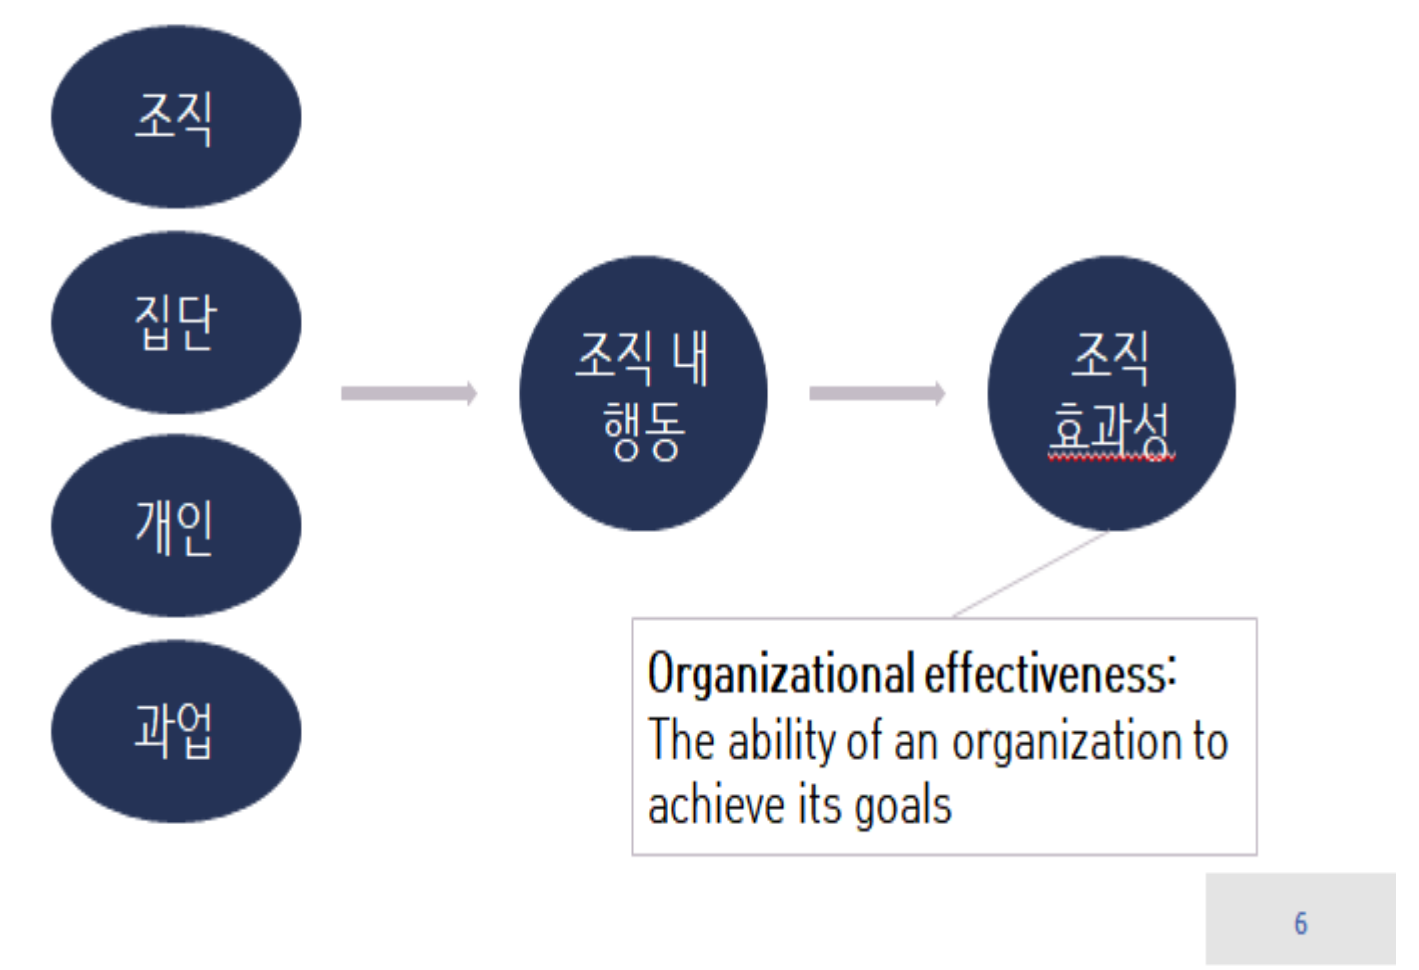 조직
집단
개인
과업
조직 내
행동
조직
효과성
Organizational effectiveness:
The ability of an organization to
achieve its goals
6